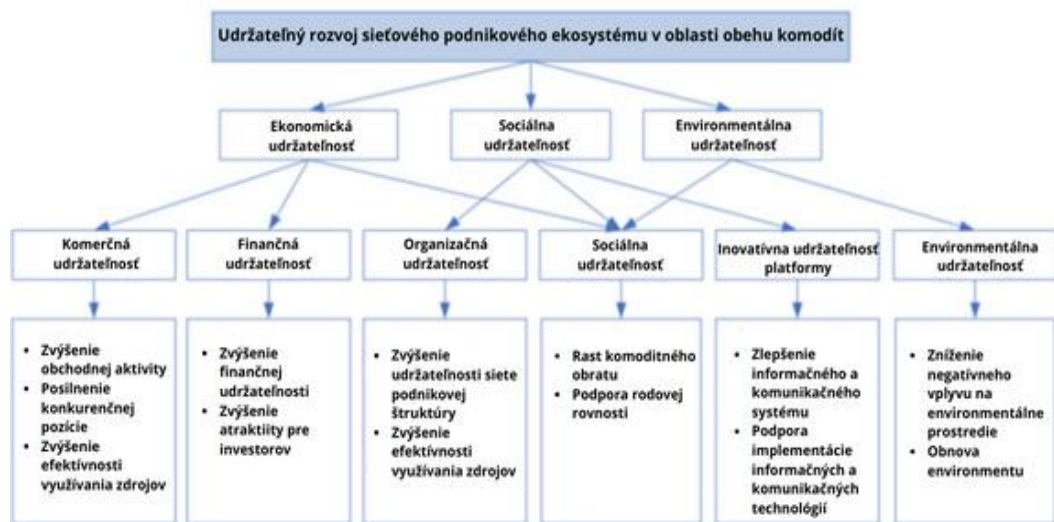 Udržateľný rozvoj sieťového podnikového ekosystému v oblasti obehu komodít
Ekonomická
udržateľnosť
Sociálna
udržateľnosť
Environmentálna
udržateľnosť
Komerčná
udržateľnosť
Finančná
udržateľnosť
Organizačná
udržateľnosť
Sociálna
udržateľnosť
Inovatívna udržateľnosť
platformy
Environmentálna
udržateľnosť
• Zvýšenie
obchodnej aktivity
• Posilnenie
konkurenčnej
pozície
• Zvýšenie
efektívnosti
využívania zdrojov
• Zvýšenie
finančnej
udržateľnosti
• Zvýšenie
atraktiity pre
investorov
• Zvýšenie
udržateľnosti siete
podnikovej
štruktúry
• Zvýšenie
efektívnosti
využívania zdrojov
• Rast komoditného
obratu
• Podpora rodovej
rovnosti
• Zlepšenie
informačného a
komunikačného
systému
• Podpora
implementácie
informačných a
komunikačných
technológií
• Zníženie
negatívneho
vplyvu na
environmentálne
prostredie
• Obnova
environmentu